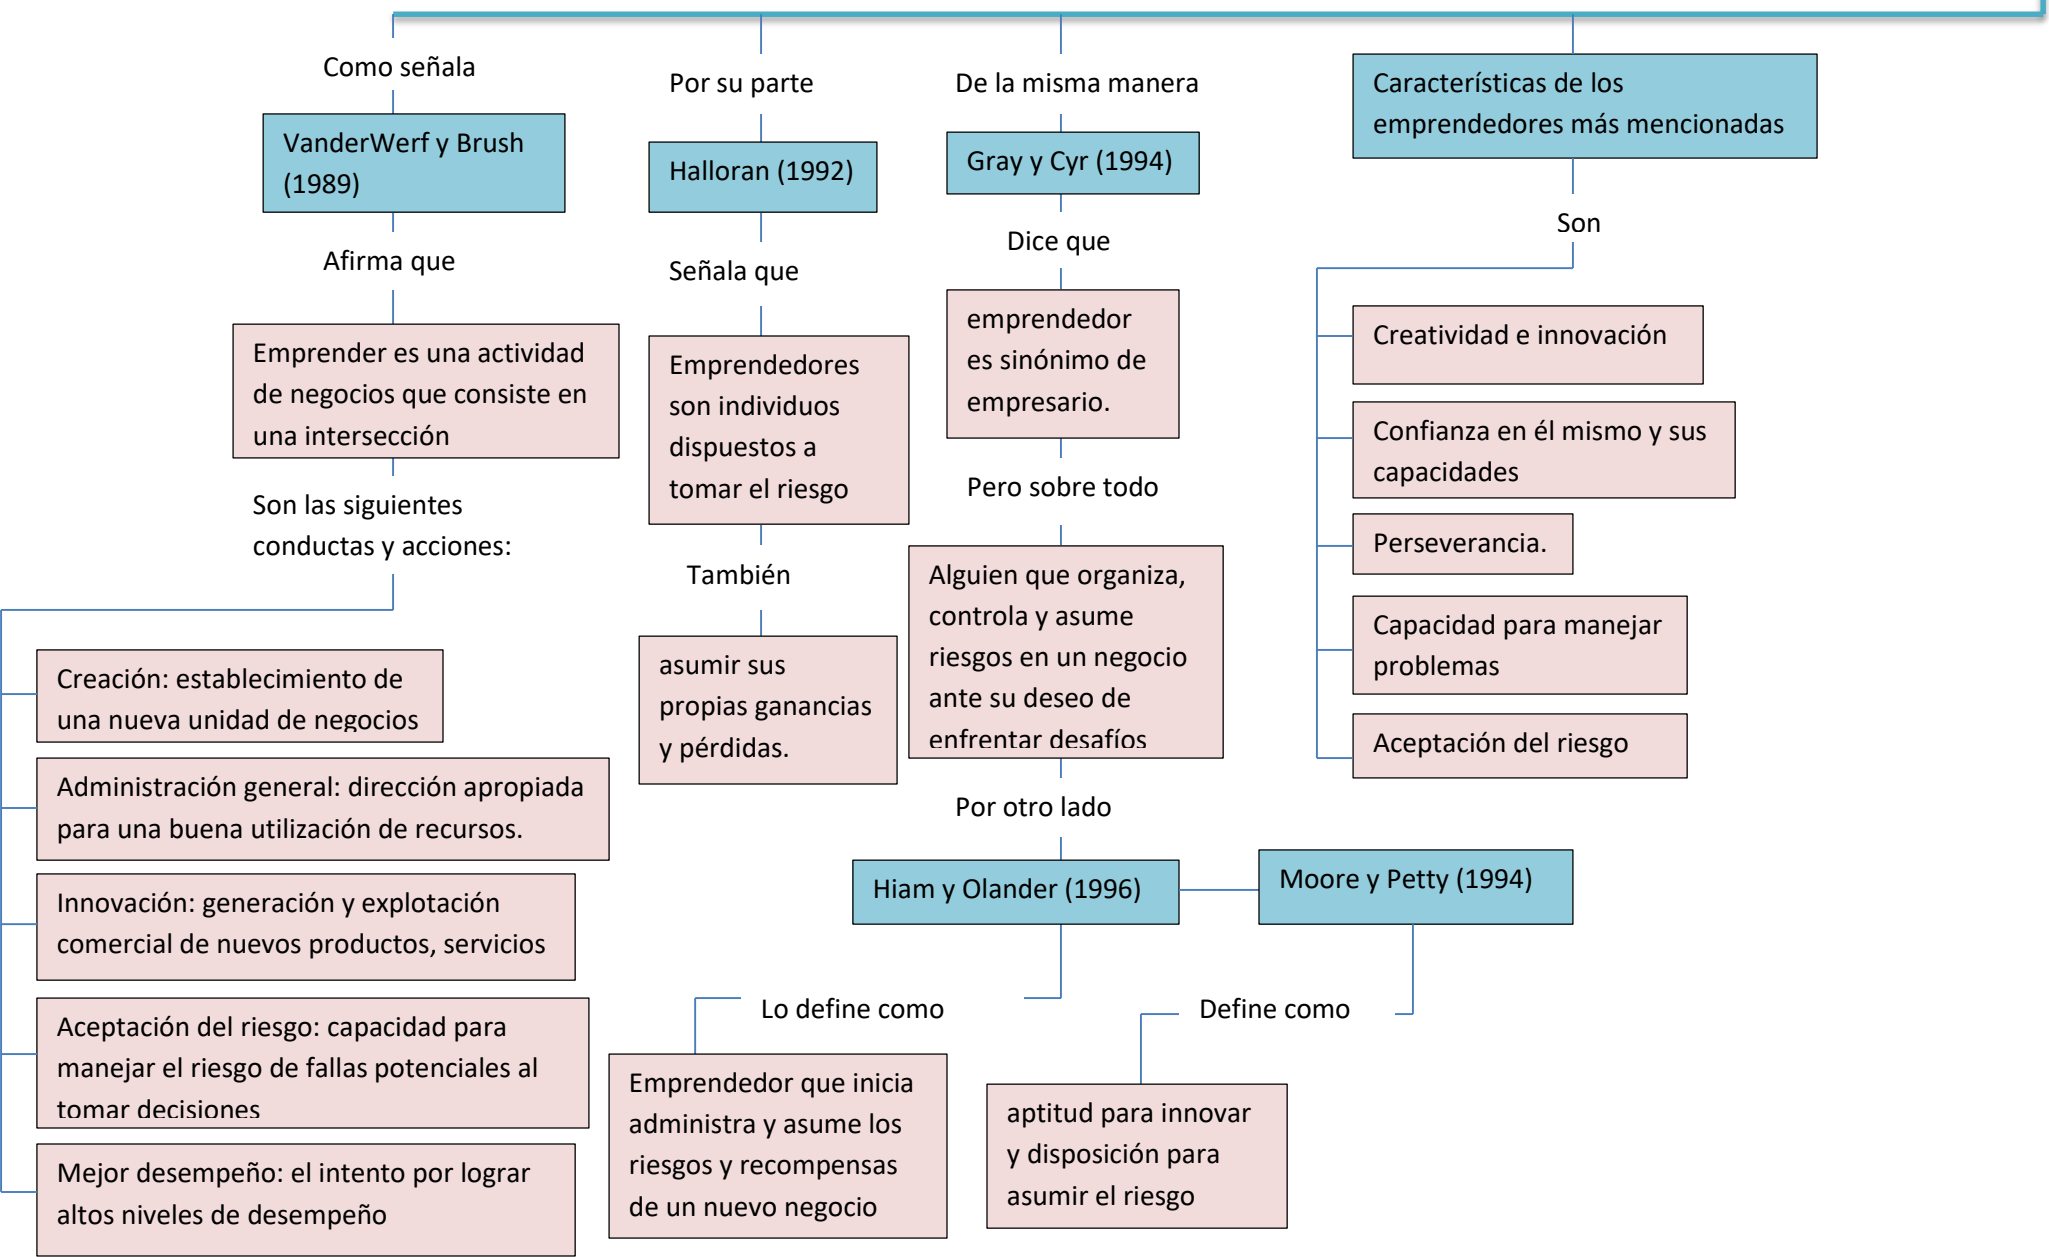 Como señala
VanderWerf y Brush
(1989)
Afirma que
Emprender es una actividad
de negocios que consiste en
una intersección
Son las siguientes
conductas y acciones:
Creación: establecimiento de
una nueva unidad de negocios
Administración general: dirección apropiada
para una buena utilización de recursos.
Innovación: generación y explotación
comercial de nuevos productos, servicios
Aceptación del riesgo: capacidad para
manejar el riesgo de fallas potenciales al
tomar decisiones
Mejor desempeño: el intento por lograr
altos niveles de desempeño
Por su parte
Halloran (1992)
Señala que
Emprendedores
son individuos
dispuestos a
tomar el riesgo
También
asumir sus
propias ganancias
y pérdidas.
De la misma manera
Gray y Cyr (1994)
Dice que
emprendedor
es sinónimo de
empresario.
Pero sobre todo
Alguien que organiza,
controla y asume
riesgos en un negocio
ante su deseo de
enfrentar desafíos
Por otro lado
Hiam y Olander (1996)
Lo define como
Emprendedor que inicia
administra y asume los
riesgos y recompensas
de un nuevo negocio
Moore y Petty (1994)
Define como
aptitud para innovar
y disposición para
asumir el riesgo
Características de los
emprendedores más mencionadas
Son
Creatividad e innovación
Confianza en él mismo y sus
capacidades
Perseverancia.
Capacidad para manejar
problemas
Aceptación del riesgo